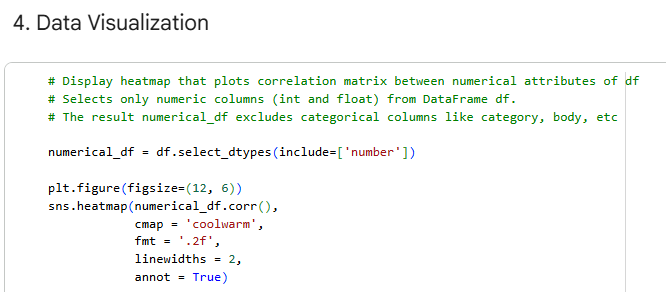 4. Data Visualization
# Display heatmap that plots correlation matrix between numerical attributes of df
# Selects only numeric columns (int and float) from DataFrame df.
# The result numerical_df excludes categorical columns like category, body, etc
numerical_df = df.select_dtypes(include=['number'])
plt.figure(figsize=(12, 6))
sns.heatmap(numerical_df.corr(),
            cmap = 'coolwarm',
            fmt = '.2f',
            linewidths = 2,
            annot = True)